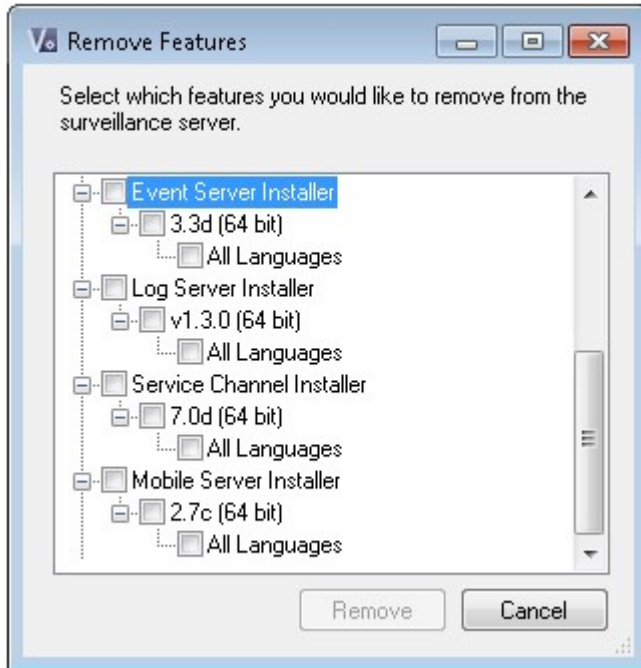 Remove Features
Select which features you would like to remove from the
surveillance server.
Event Server Installer
3.3d (64 bit)
All Languages
Log Server Installer
v1.3.0 (64 bit)
All Languages
Service Channel Installer
7.0d (64 bit)
All Languages
Mobile Server Installer
2.7c (64 bit)
All Languages
Remove
Cancel